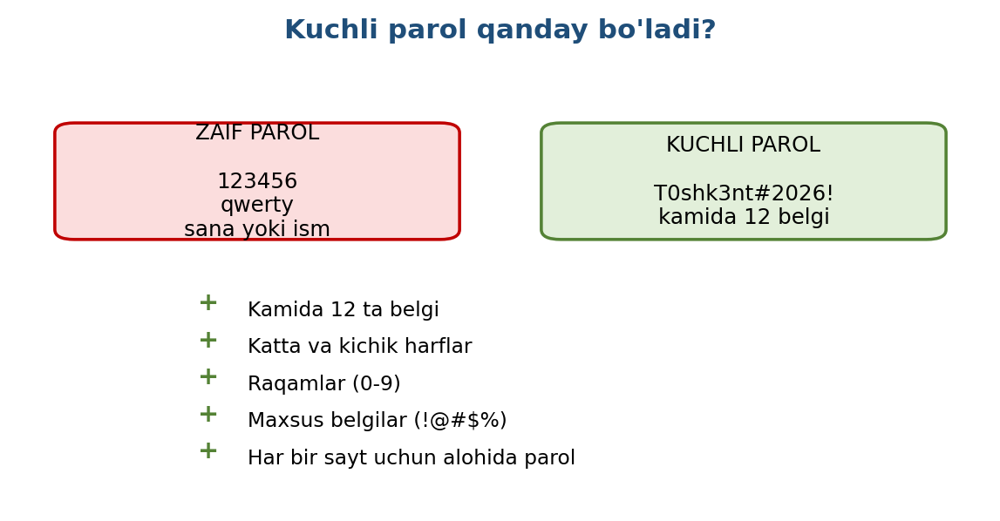 Kuchli parol qanday bo'ladi?
ZAIF PAROL
123456
qwerty
sana yoki ism
KUCHLI PAROL
T0shk3nt#2026!
kamida 12 belgi
+ Kamida 12 ta belgi
+ Katta va kichik harflar
+ Raqamlar (0-9)
+ Maxsus belgilar (!@#$%)
+ Har bir sayt uchun alohida parol